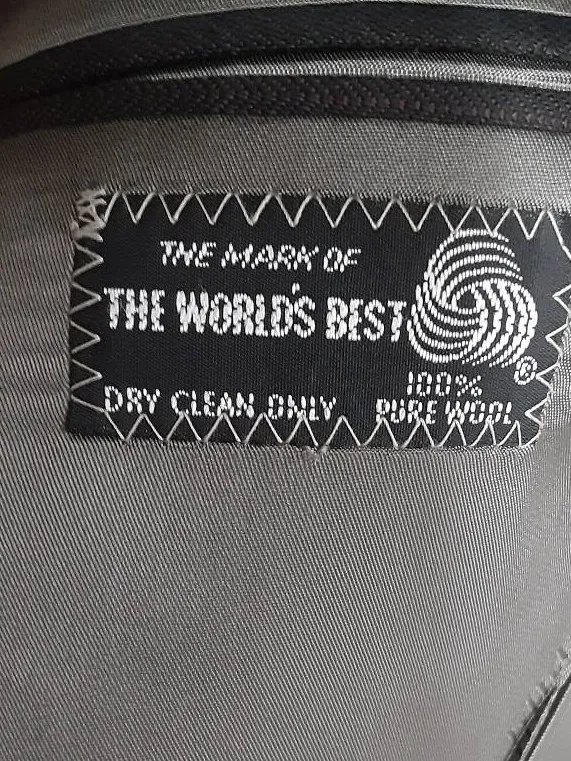 THE MARK OF
THE WORLD'S BEST
®
100%
DRY CLEAN ONLY PURE WOOL